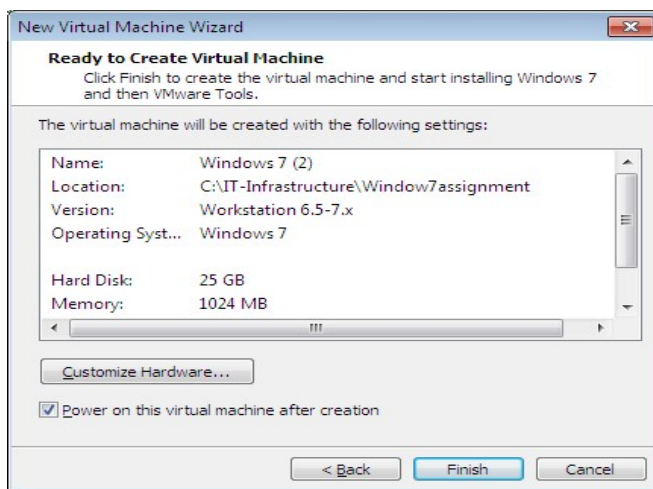 New Virtual Machine Wizard
Ready to Create Virtual Machine
Click Finish to create the virtual machine and start installing Windows 7
and then VMware Tools.
The virtual machine will be created with the following settings:
Name: Windows 7 (2)
Location: C:\IT-Infrastructure\Window7assignment
Version: Workstation 6.5-7.x
Operating Syst... Windows 7
Hard Disk: 25 GB
Memory: 1024 MB
Customize Hardware...
Power on this virtual machine after creation
< Back Finish Cancel